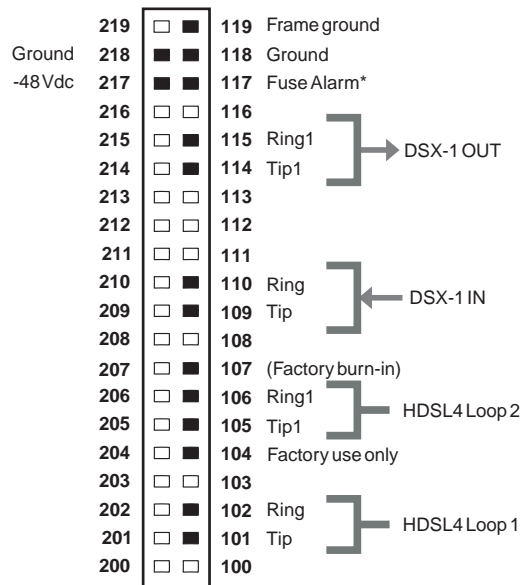 219 119 Frame ground
Ground 218 118 Ground
-48 Vdc 217 117 Fuse Alarm*
216 116
215 115 Ring1
DSX-1 OUT
214 114 Tip1
213 113
212 112
211 111
210 110 Ring
DSX-1 IN
209 109 Tip
208 108
207 107 (Factory burn-in)
206 106 Ring1
HDSL4 Loop 2
205 105 Tip1
204 104 Factory use only
203 103
202 102 Ring
HDSL4 Loop 1
201 101 Tip
200 100